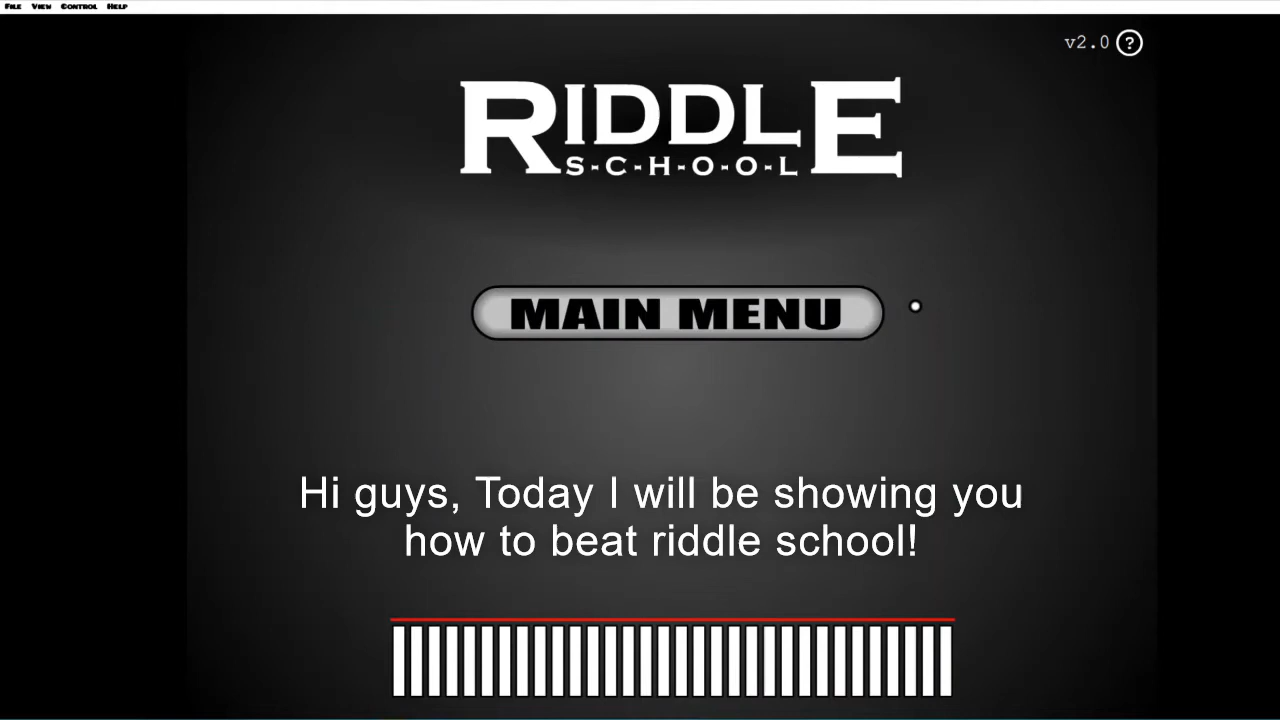 File View Control Help
v2.0 ?
RIDDLE
S-C-H-O-O-L
MAIN MENU
Hi guys, Today I will be showing you
how to beat riddle school!